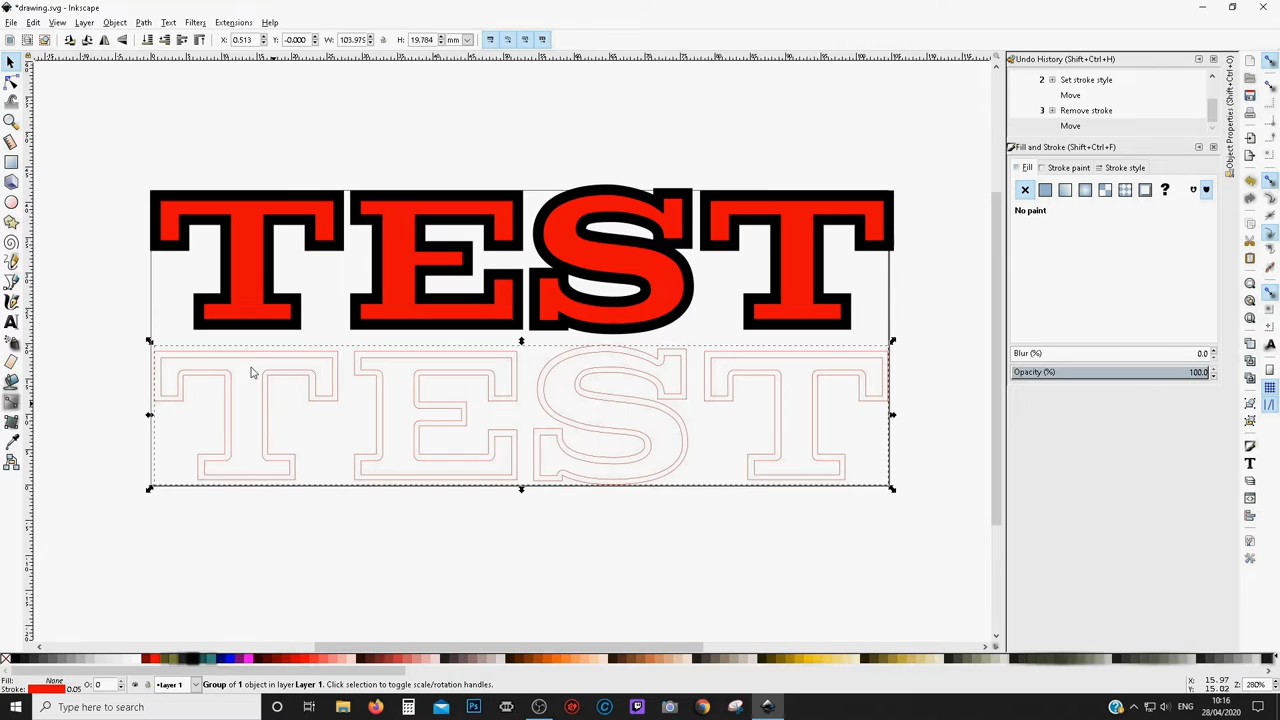 *drawing.svg - Inkscape
File Edit View Layer Object Path Text Filters Extensions Help
X: 0.513 Y: -0.000 W: 103.975 H: 19.784 mm
Undo History (Shift+Ctrl+H)
2 Set stroke style
Move
3 Remove stroke
Move
Object Properties (Shift+Ctrl+O)
Fill and Stroke (Shift+Ctrl+F)
Fill Stroke paint Stroke style
?
No paint
TEST
TEST
Blur (%) 0.0
Opacity (%) 100.0
Fill: None
Stroke: 0.05
O: 0
•Layer 1
Group of 1 object in layer Layer 1. Click selection to toggle scale/rotation handles.
X: 15.97
Y: 15.02
Z: 280%
Type here to search
ENG
10:16
28/04/2020